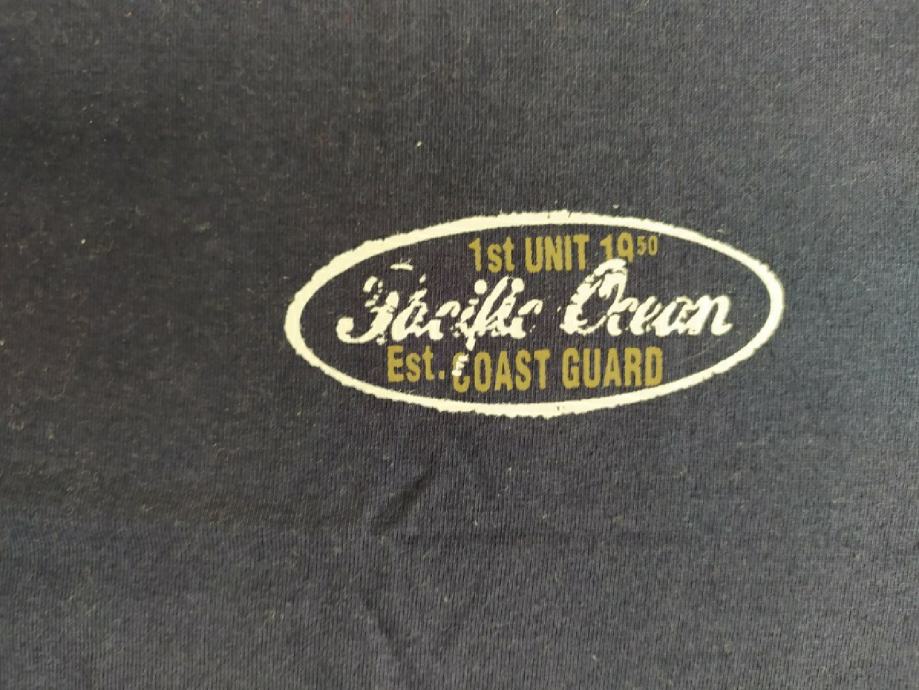 1st UNIT 1950
Pacific Ocean
Est. COAST GUARD